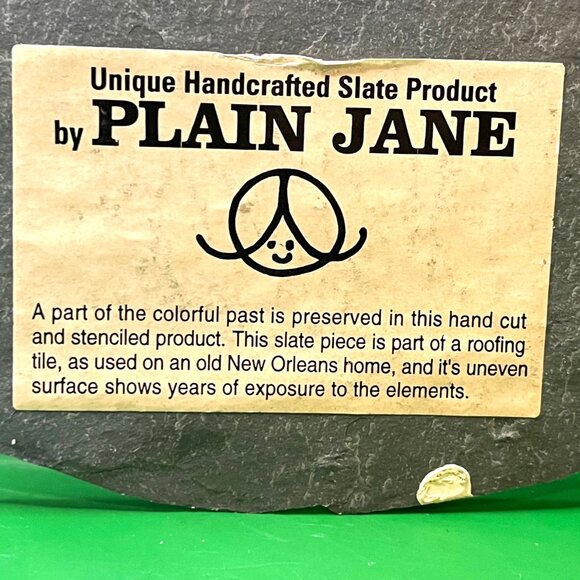 Unique Handcrafted Slate Product
by PLAIN JANE
A part of the colorful past is preserved in this hand cut
and stenciled product. This slate piece is part of a roofing
tile, as used on an old New Orleans home, and it's uneven
surface shows years of exposure to the elements.